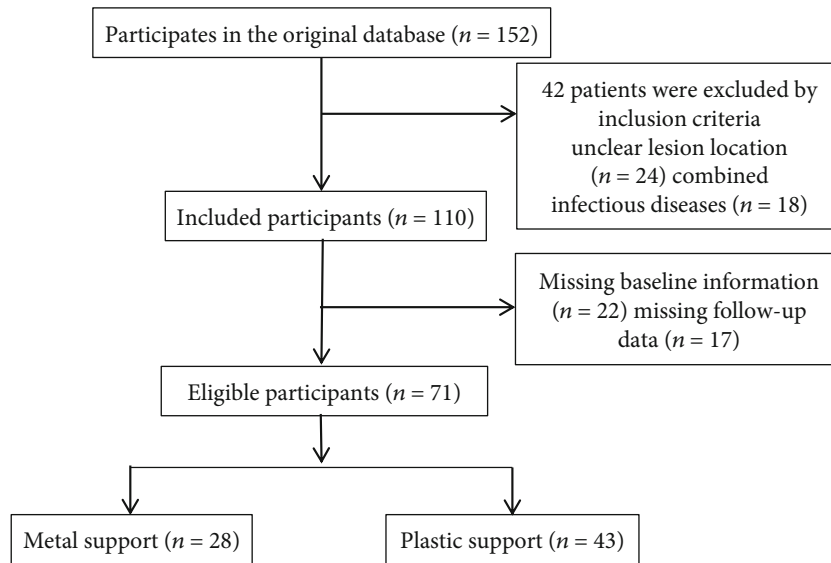 Participates in the original database (n = 152)
42 patients were excluded by
inclusion criteria
unclear lesion location
(n = 24) combined
infectious diseases (n = 18)
Included participants (n = 110)
Missing baseline information
(n = 22) missing follow-up
data (n = 17)
Eligible participants (n = 71)
Metal support (n = 28)
Plastic support (n = 43)